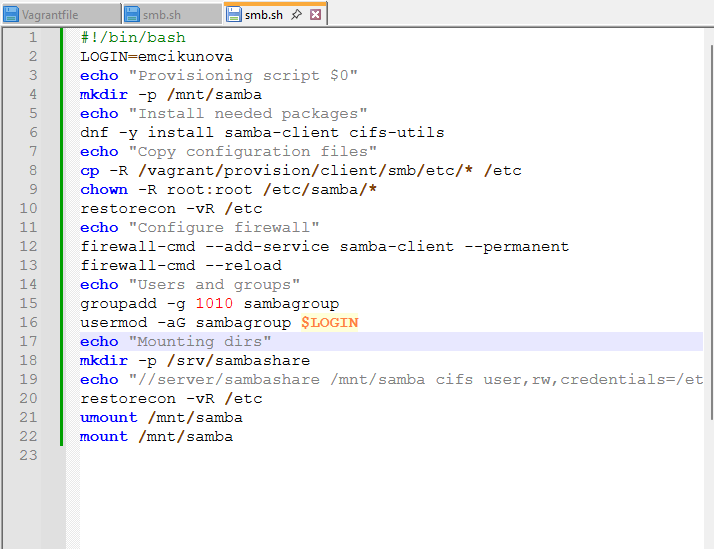 Vagrantfile smb.sh smb.sh
1 #!/bin/bash
2 LOGIN=emcikunova
3 echo "Provisioning script $0"
4 mkdir -p /mnt/samba
5 echo "Install needed packages"
6 dnf -y install samba-client cifs-utils
7 echo "Copy configuration files"
8 cp -R /vagrant/provision/client/smb/etc/* /etc
9 chown -R root:root /etc/samba/*
10 restorecon -vR /etc
11 echo "Configure firewall"
12 firewall-cmd --add-service samba-client --permanent
13 firewall-cmd --reload
14 echo "Users and groups"
15 groupadd -g 1010 sambagroup
16 usermod -aG sambagroup $LOGIN
17 echo "Mounting dirs"
18 mkdir -p /srv/sambashare
19 echo "//server/sambashare /mnt/samba cifs user,rw,credentials=/et
20 restorecon -vR /etc
21 umount /mnt/samba
22 mount /mnt/samba
23